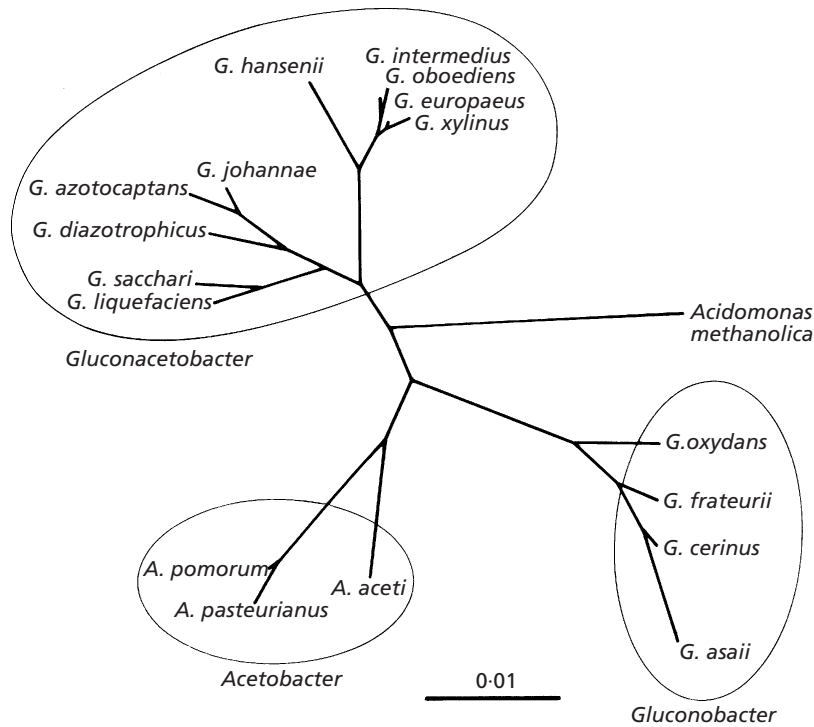 G. intermedius
G. hansenii
G. oboediens
G. europaeus
G. xylinus
G. johannae
G. azotocaptans
G. diazotrophicus
G. sacchari
G. liquefaciens
Acidomonas
methanolica
Gluconacetobacter
G.oxydans
G. frateurii
G. cerinus
A. pomorum
A. aceti
A. pasteurianus
G. asaii
Acetobacter
0·01
Gluconobacter